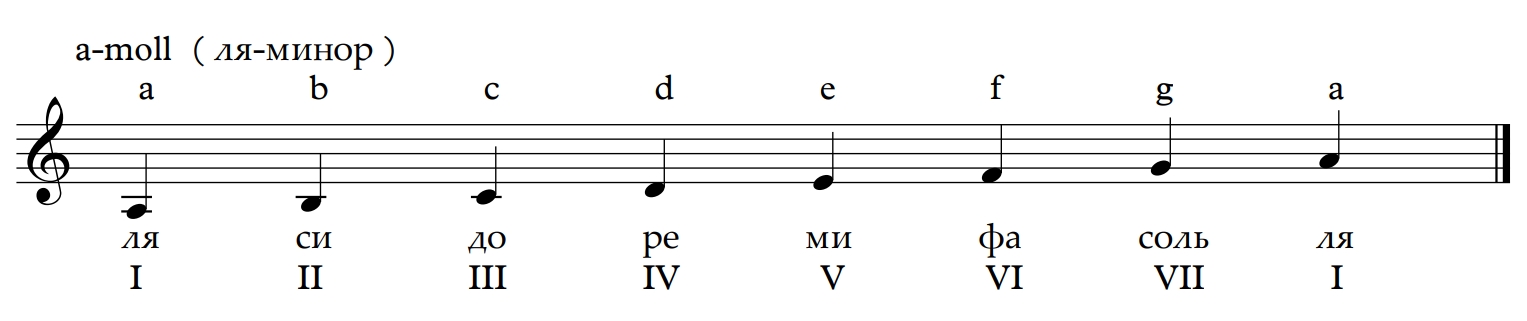 a-moll ( ля-минор )
a b c d e f g a
ля си до ре ми фа соль ля
I II III IV V VI VII I